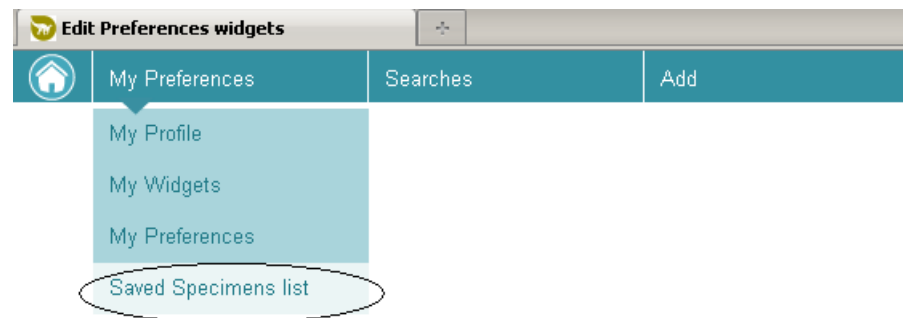 Edit Preferences widgets
My Preferences Searches Add
My Profile
My Widgets
My Preferences
Saved Specimens list